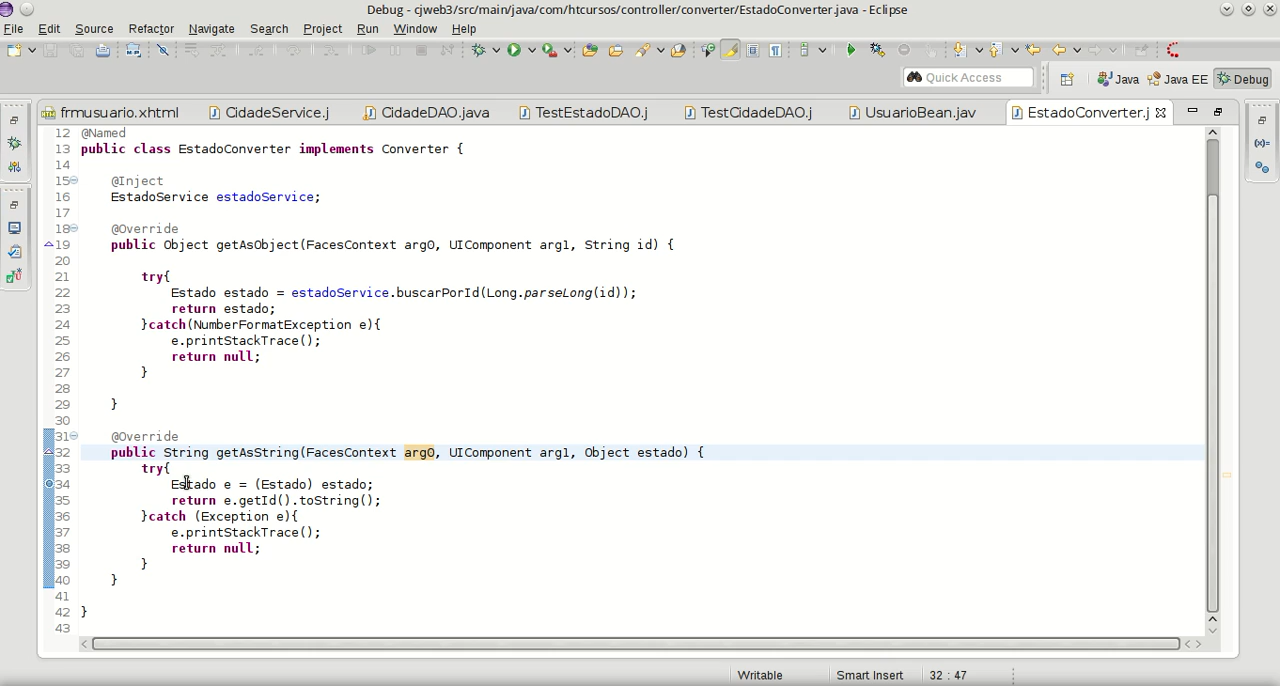 Debug - cjweb3/src/main/java/com/htcursos/controller/converter/EstadoConverter.java - Eclipse
File Edit Source Refactor Navigate Search Project Run Window Help
Quick Access
Java Java EE Debug
frmusuario.xhtml CidadeService.j CidadeDAO.java TestEstadoDAO.j TestCidadeDAO.j UsuarioBean.jav EstadoConverter.j
12 @Named
13 public class EstadoConverter implements Converter {
14
15 @Inject
16 EstadoService estadoService;
17
18 @Override
19 public Object getAsObject(FacesContext arg0, UIComponent arg1, String id) {
20
21 try{
22 Estado estado = estadoService.buscarPorId(Long.parseLong(id));
23 return estado;
24 }catch(NumberFormatException e){
25 e.printStackTrace();
26 return null;
27 }
28
29 }
30
31 @Override
32 public String getAsString(FacesContext arg0, UIComponent arg1, Object estado) {
33 try{
34 Estado e = (Estado) estado;
35 return e.getId().toString();
36 }catch (Exception e){
37 e.printStackTrace();
38 return null;
39 }
40 }
41
42 }
43
Writable Smart Insert 32 : 47